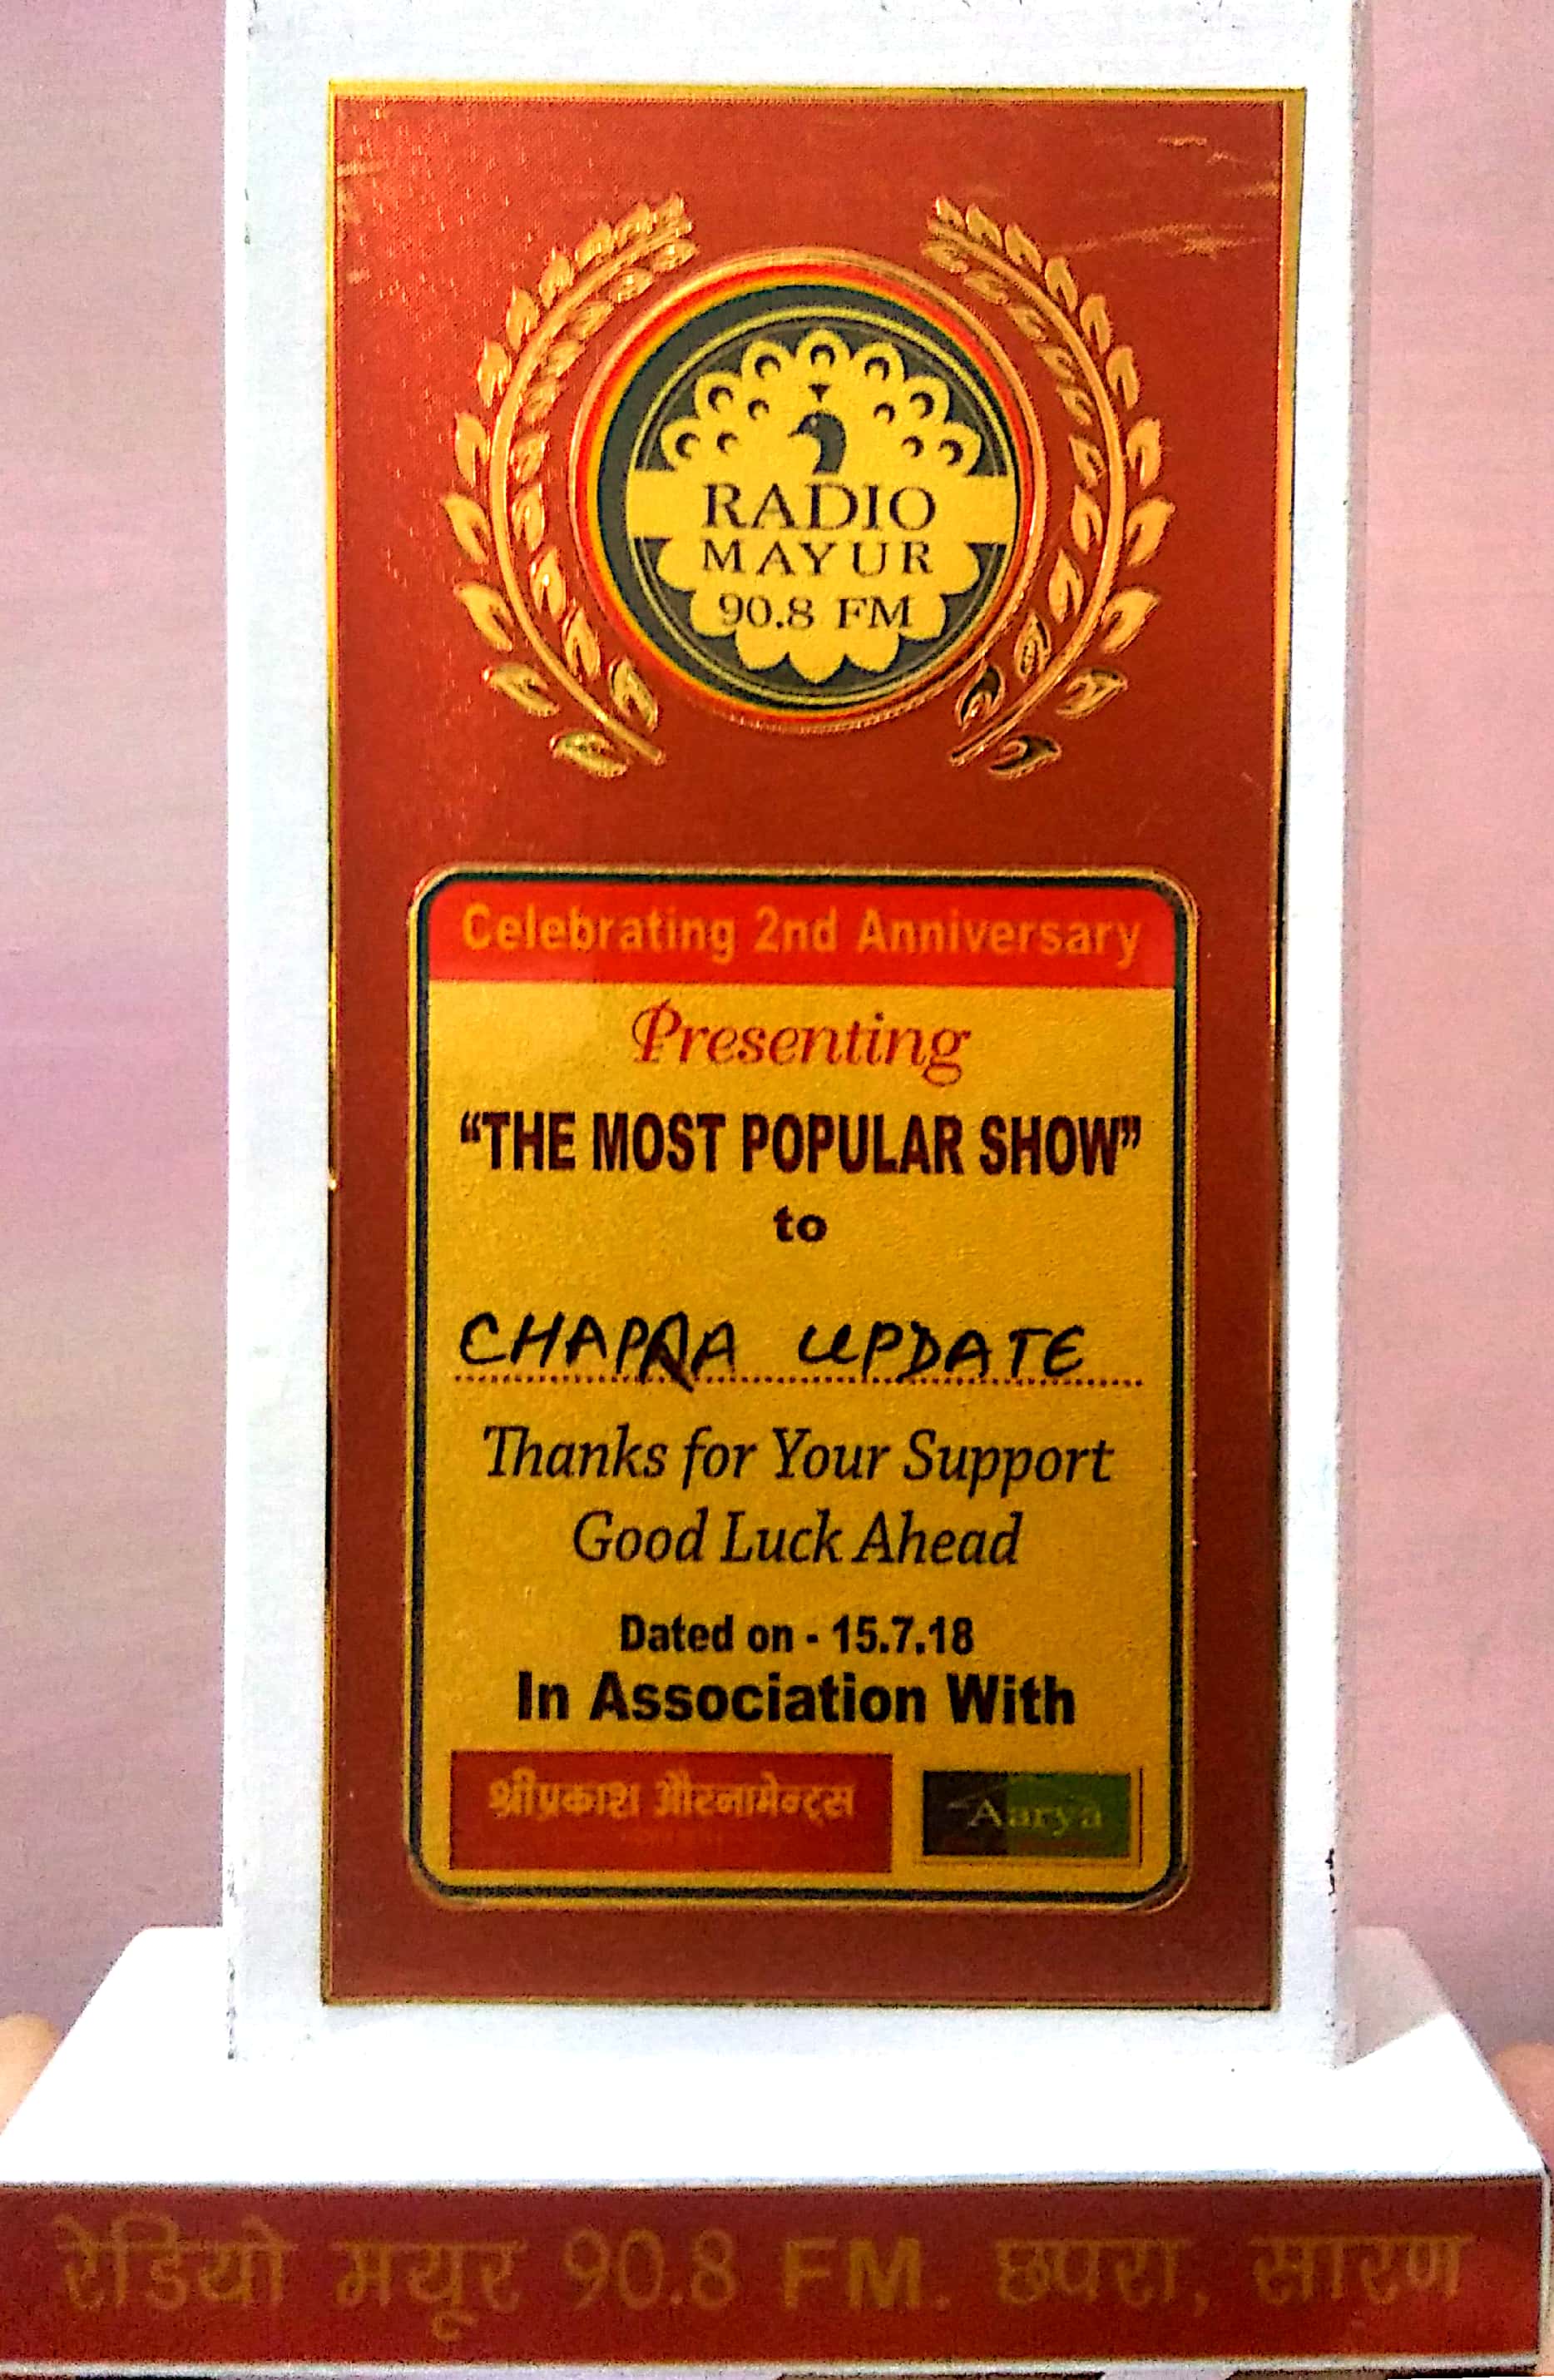 RADIO
MAYUR
90.8 FM
Celebrating 2nd Anniversary
Presenting
“THE MOST POPULAR SHOW”
to
CHAPRA UPDATE
Thanks for Your Support
Good Luck Ahead
Dated on - 15.7.18
In Association With
श्रीप्रकाश औरनामेन्ट्स
Aarya
रेडियो मयूर 90.8 FM. छपरा, सारण